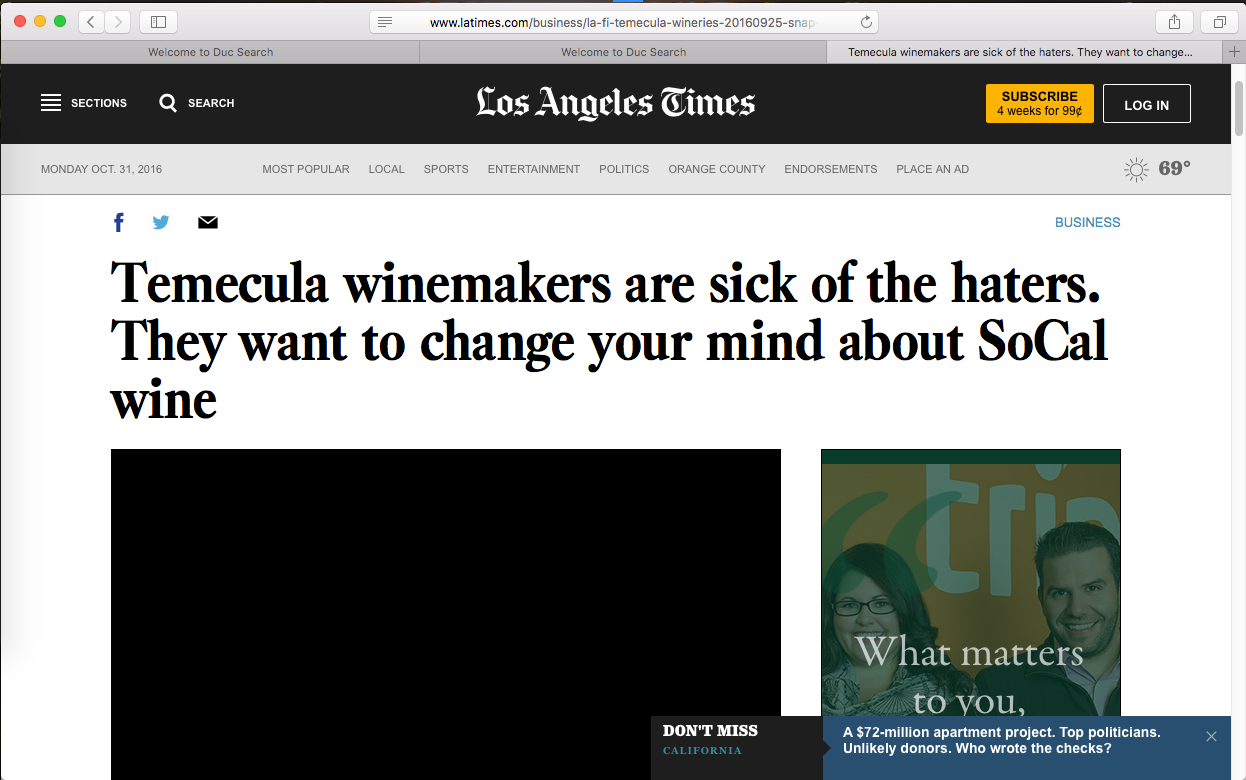 www.latimes.com/business/la-fi-temecula-wineries-20160925-snap-
Welcome to Duc Search
Welcome to Duc Search
Temecula winemakers are sick of the haters. They want to change...
SECTIONS
SEARCH
Los Angeles Times
SUBSCRIBE
4 weeks for 99¢
LOG IN
MONDAY OCT. 31, 2016
MOST POPULAR
LOCAL
SPORTS
ENTERTAINMENT
POLITICS
ORANGE COUNTY
ENDORSEMENTS
PLACE AN AD
69°
BUSINESS
Temecula winemakers are sick of the haters.
They want to change your mind about SoCal
wine
What matters
to you,
DON'T MISS
CALIFORNIA
A $72-million apartment project. Top politicians.
Unlikely donors. Who wrote the checks?